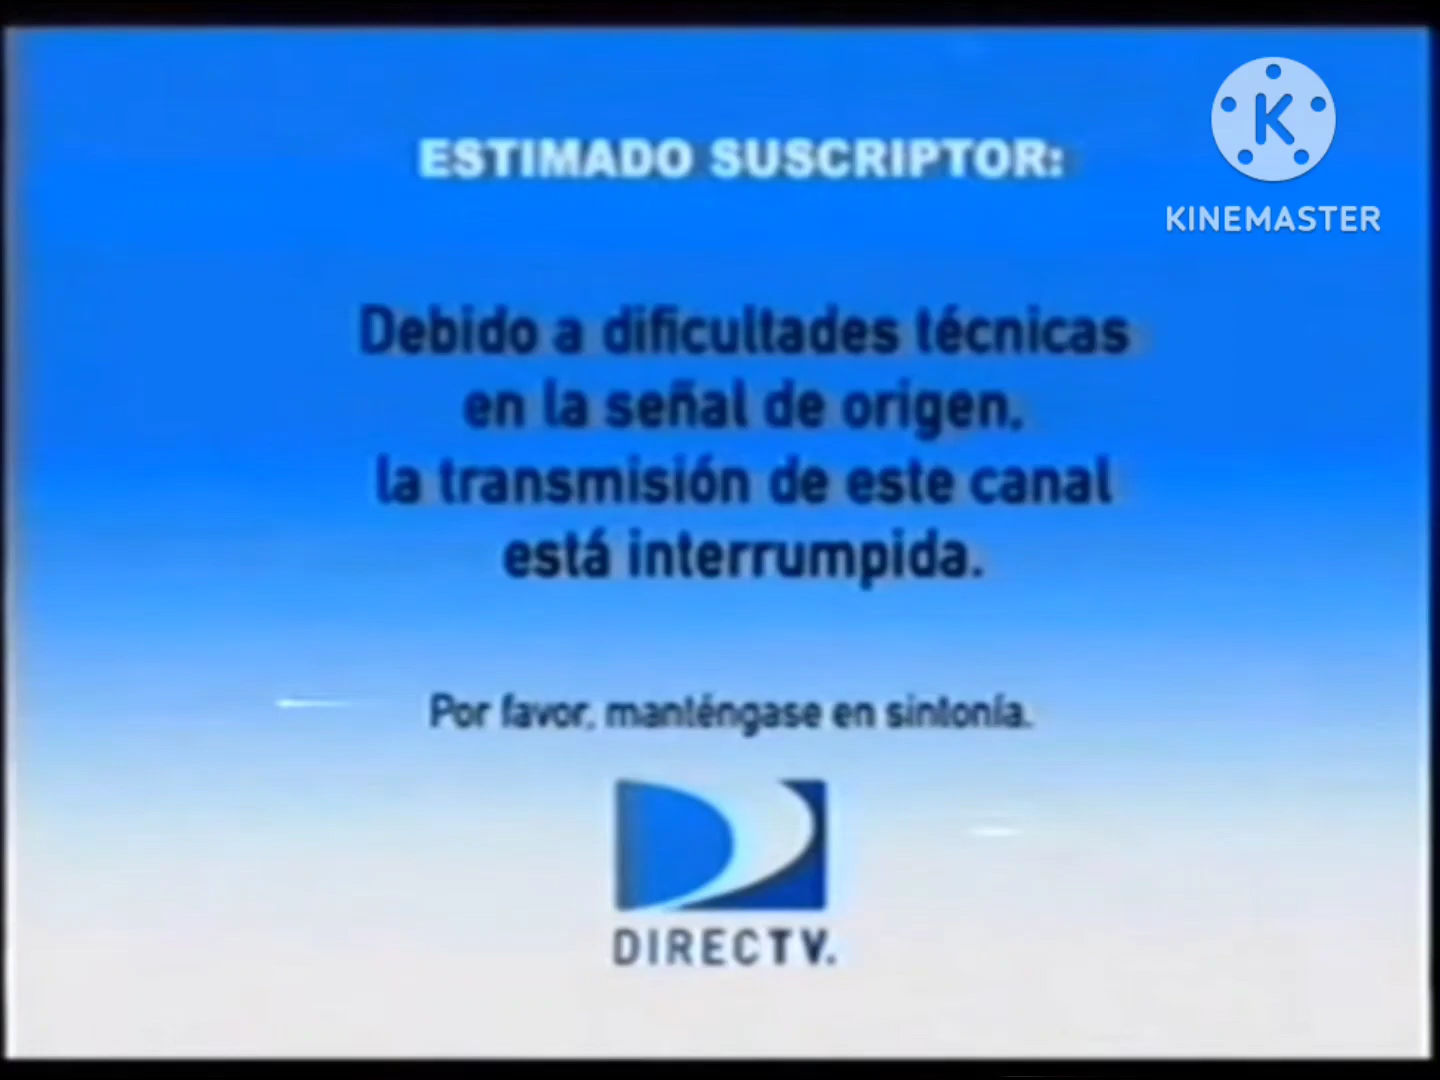 ESTIMADO SUSCRIPTOR:
KINEMASTER
Debido a dificultades técnicas
en la señal de origen,
la transmisión de este canal
está interrumpida.
Por favor, manténgase en sintonía.
DIRECTV.